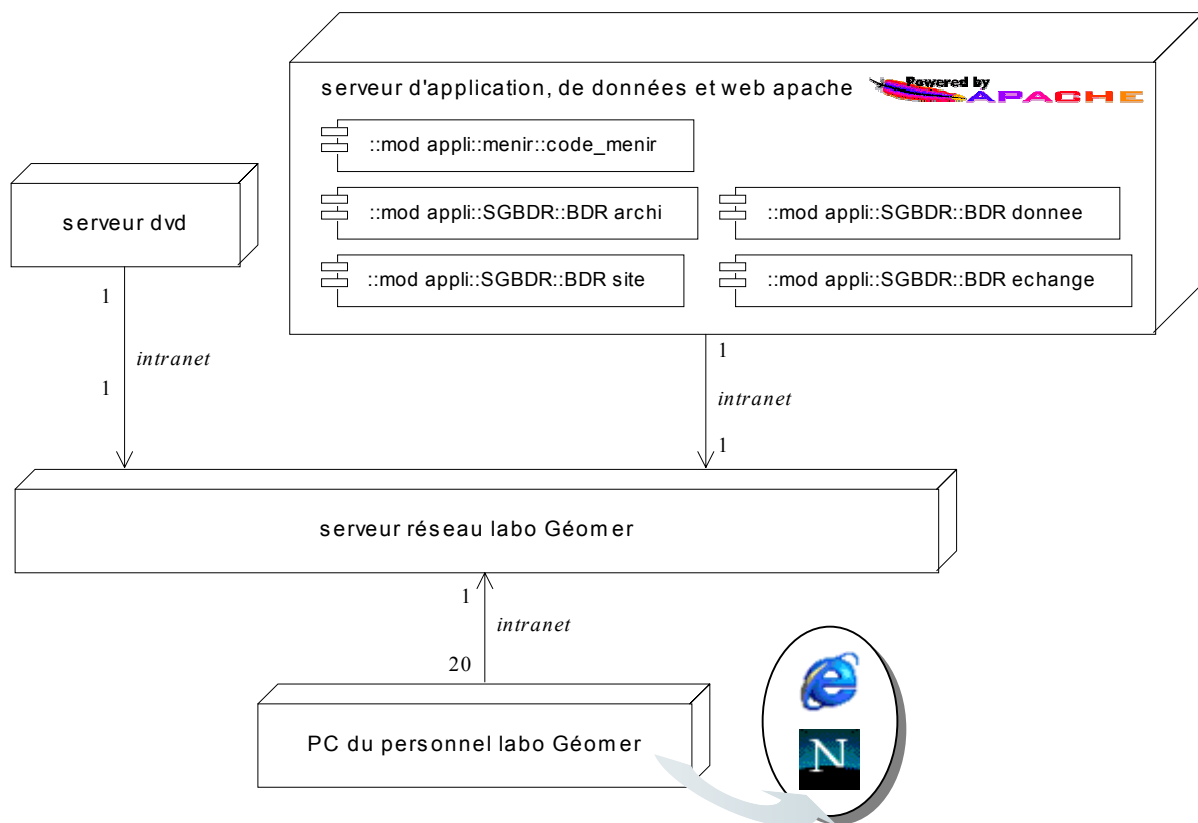 serveur d'application, de données et web apache
Powered by
APACHE
::mod appli::menir::code_menir
::mod appli::SGBDR::BDR archi
::mod appli::SGBDR::BDR donnee
::mod appli::SGBDR::BDR site
::mod appli::SGBDR::BDR echange
serveur dvd
1
intranet
1
1
intranet
1
serveur réseau labo Géomer
1
intranet
20
PC du personnel labo Géomer
e
N